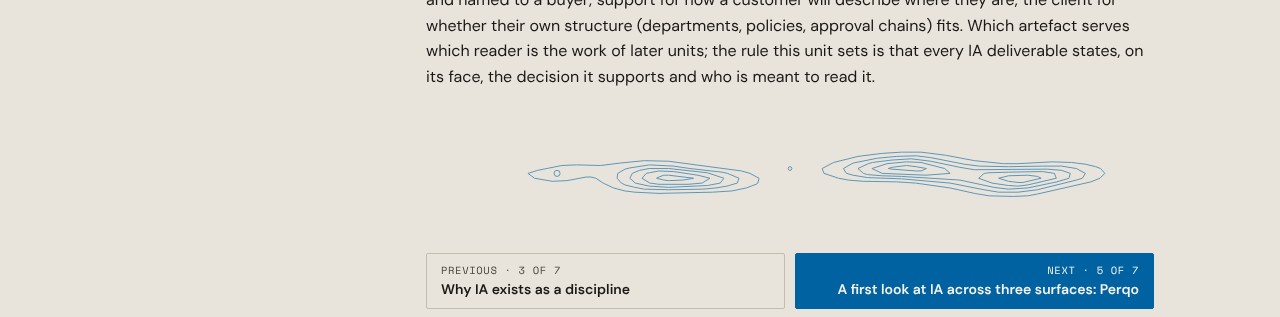 and named to a buyer, support for how a customer will describe where they are, the client for
whether their own structure (departments, policies, approval chains) fits. Which artefact serves
which reader is the work of later units; the rule this unit sets is that every IA deliverable states, on
its face, the decision it supports and who is meant to read it.
PREVIOUS · 3 OF 7
Why IA exists as a discipline
NEXT · 5 OF 7
A first look at IA across three surfaces: Perqo